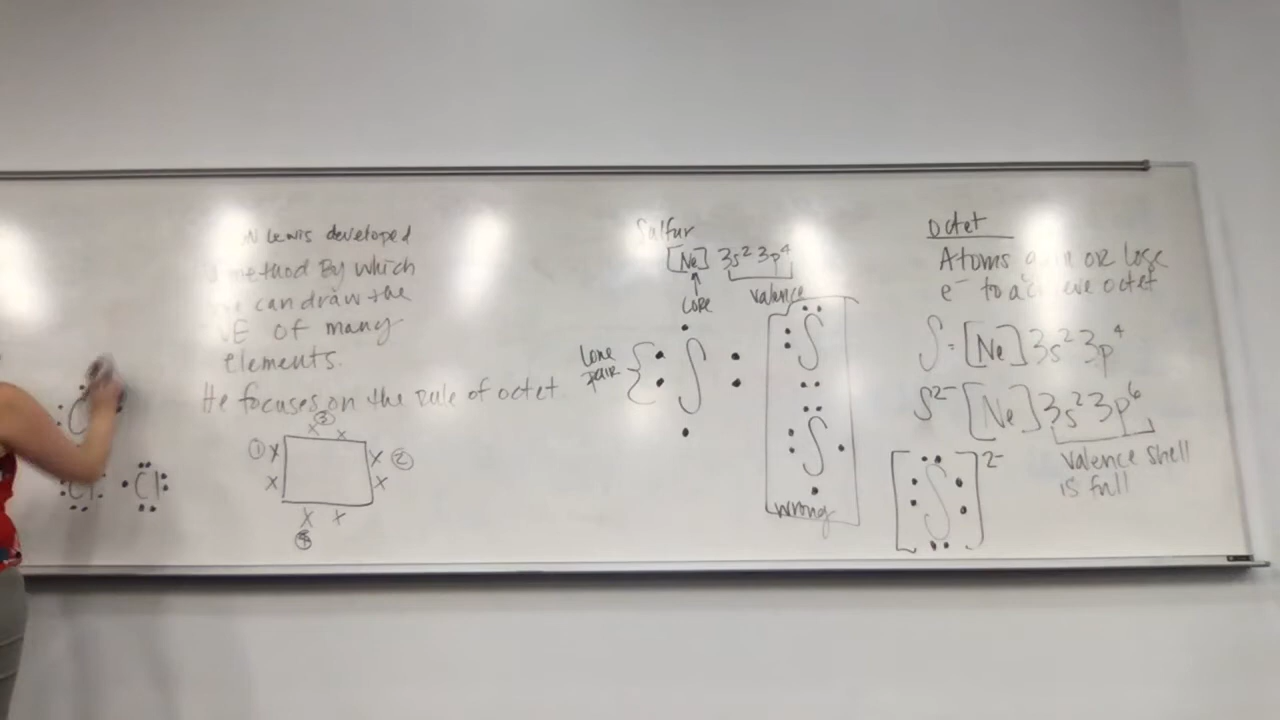 N Lewis developed
method By which
we can draw the
VE of many
elements.
He focuses on the rule of octet.
① X
X
③
X X
X ②
X
X X
④
Cl
Cl
Sulfur
[Ne] 3s² 3p⁴
core
valence
Lone
pair
S
S
S
wrong
Octet
Atoms or lose
e⁻ to octet
S = [Ne] 3s² 3p⁴
S²⁻ [Ne] 3s² 3p⁶
valence shell
is full
[S]²⁻